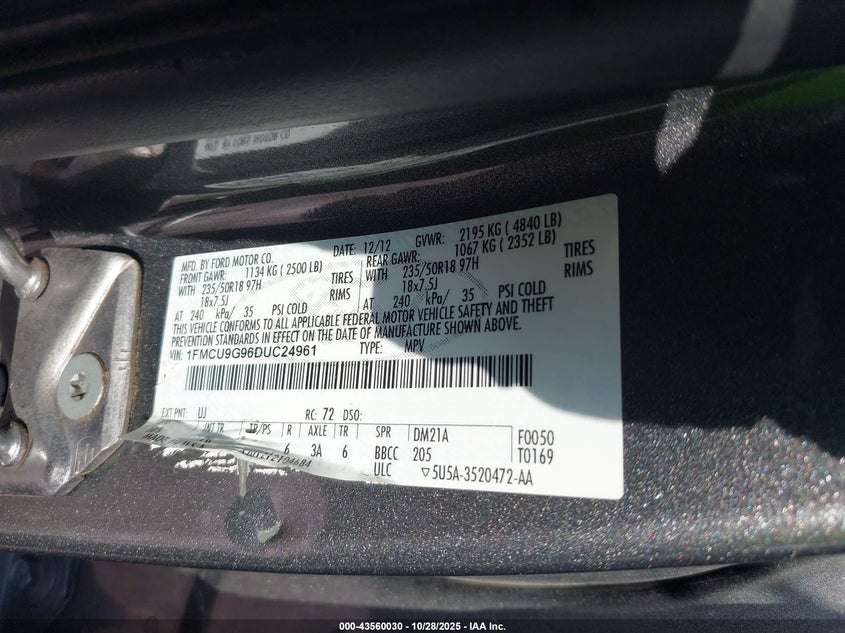 MFD. BY FORD MOTOR CO.
DATE: 12/12 GVWR: 2195 KG ( 4840 LB)
FRONT GAWR: 1134 KG ( 2500 LB) REAR GAWR: 1067 KG ( 2352 LB)
WITH 235/50R18 97H TIRES WITH 235/50R18 97H TIRES
18x7.5J RIMS 18x7.5J RIMS
AT 240 kPa/ 35 PSI COLD AT 240 kPa/ 35 PSI COLD
THIS VEHICLE CONFORMS TO ALL APPLICABLE FEDERAL MOTOR VEHICLE SAFETY AND THEFT
PREVENTION STANDARDS IN EFFECT ON THE DATE OF MANUFACTURE SHOWN ABOVE.
VIN: 1FMCU9G96DUC24961 TYPE: MPV
EXT PNT: UJ RC: 72 DSO:
INT TR TP/PS R AXLE TR SPR DM21A F0050
6 3A 6 BBCC 205 T0169
ULC ▽5U5A-3520472-AA
000-43560030 - 10/28/2025 - IAA Inc.